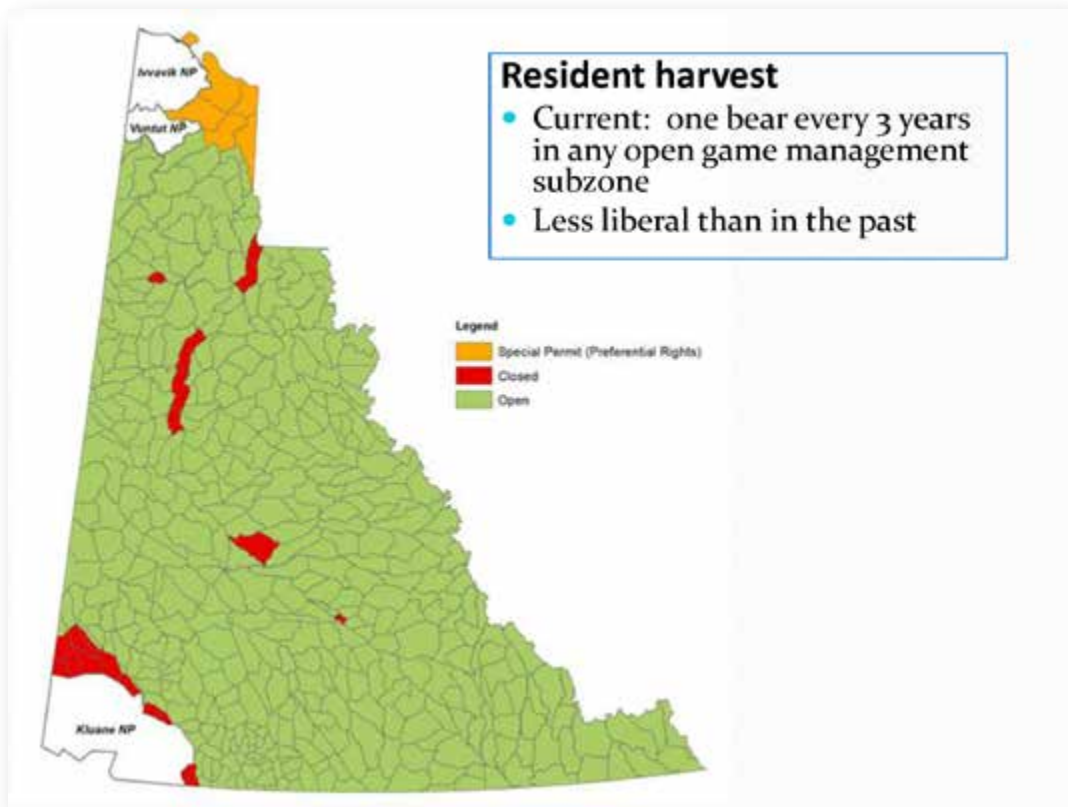 Ivvavik NP
Vuntut NP
Resident harvest
• Current: one bear every 3 years
in any open game management
subzone
• Less liberal than in the past
Legend
Special Permit (Preferential Rights)
Closed
Open
Kluane NP